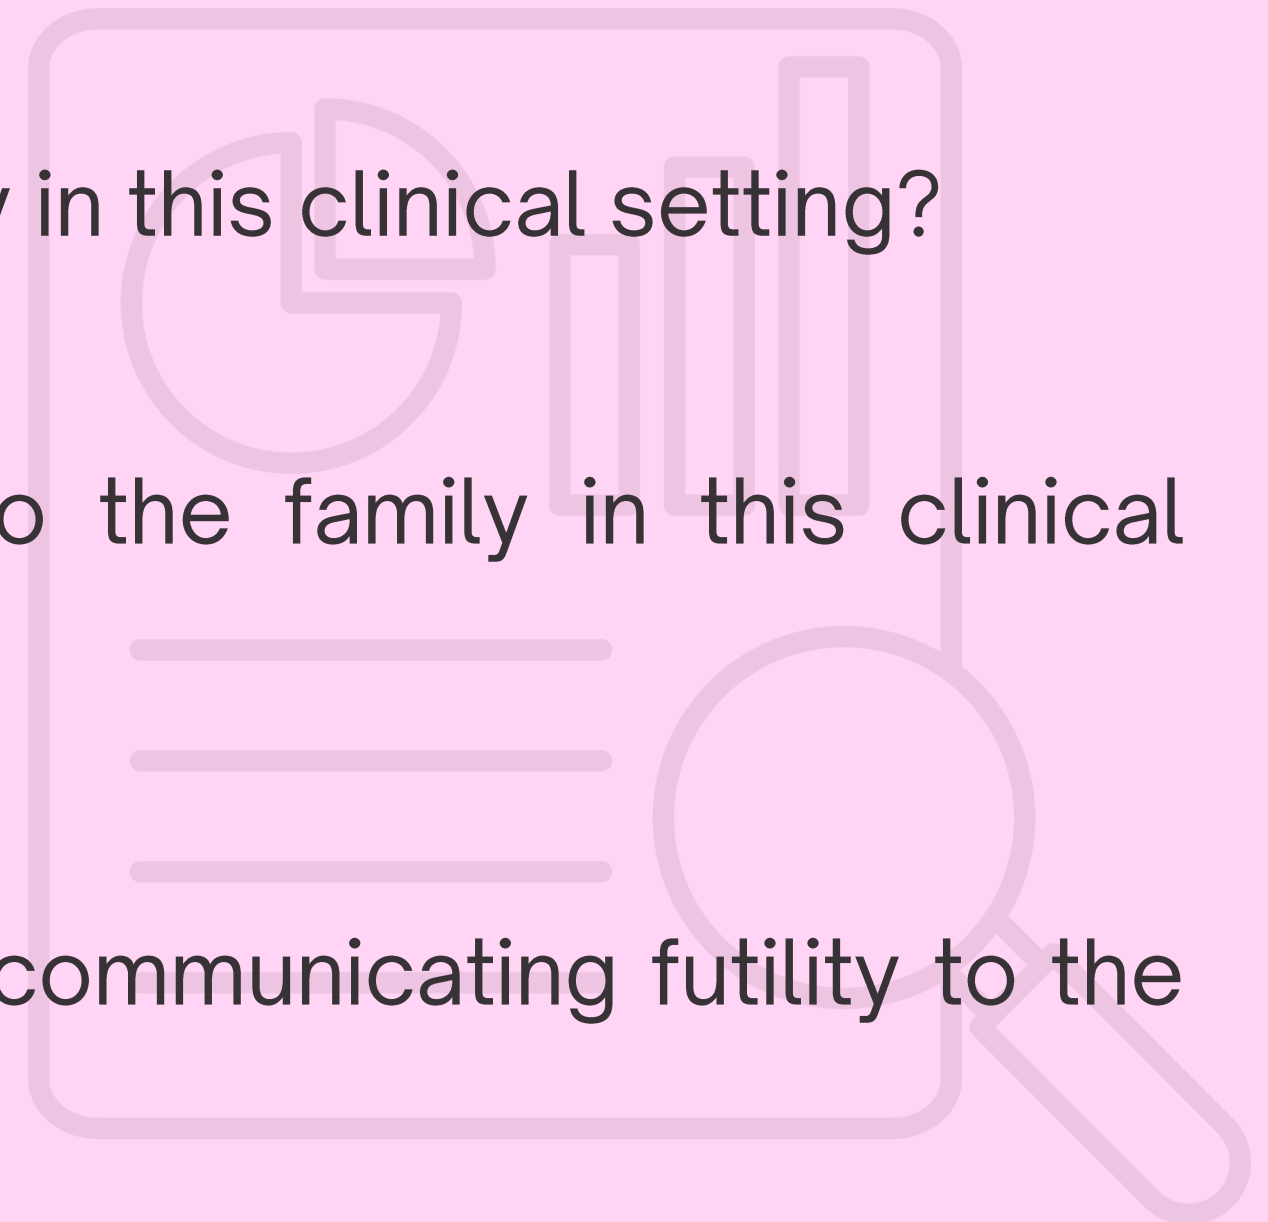 in this clinical setting?
the family in this clinical
communicating futility to the